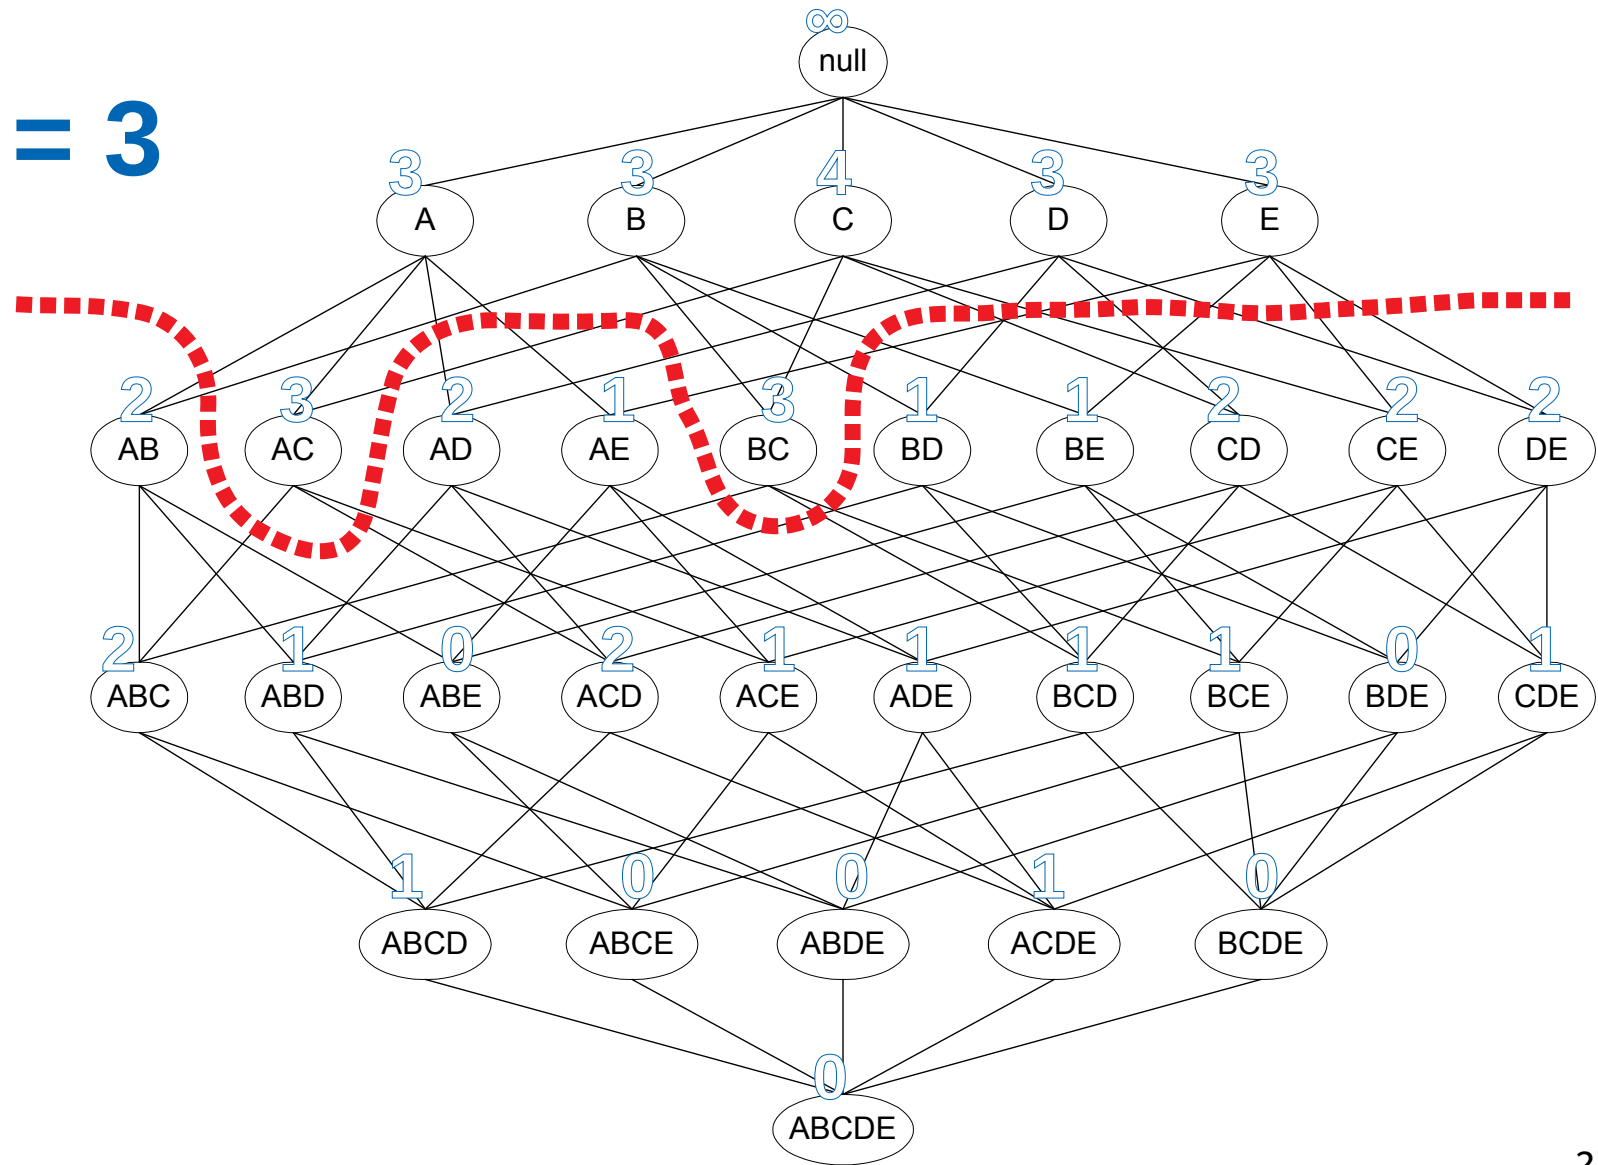 ∞
null
= 3
3 3 4 3 3
A B C D E
2 3 2 1 3 1 1 2 2 2
AB AC AD AE BC BD BE CD CE DE
2 1 0 2 1 1 1 1 0 1
ABC ABD ABE ACD ACE ADE BCD BCE BDE CDE
1 0 0 1 0
ABCD ABCE ABDE ACDE BCDE
0
ABCDE